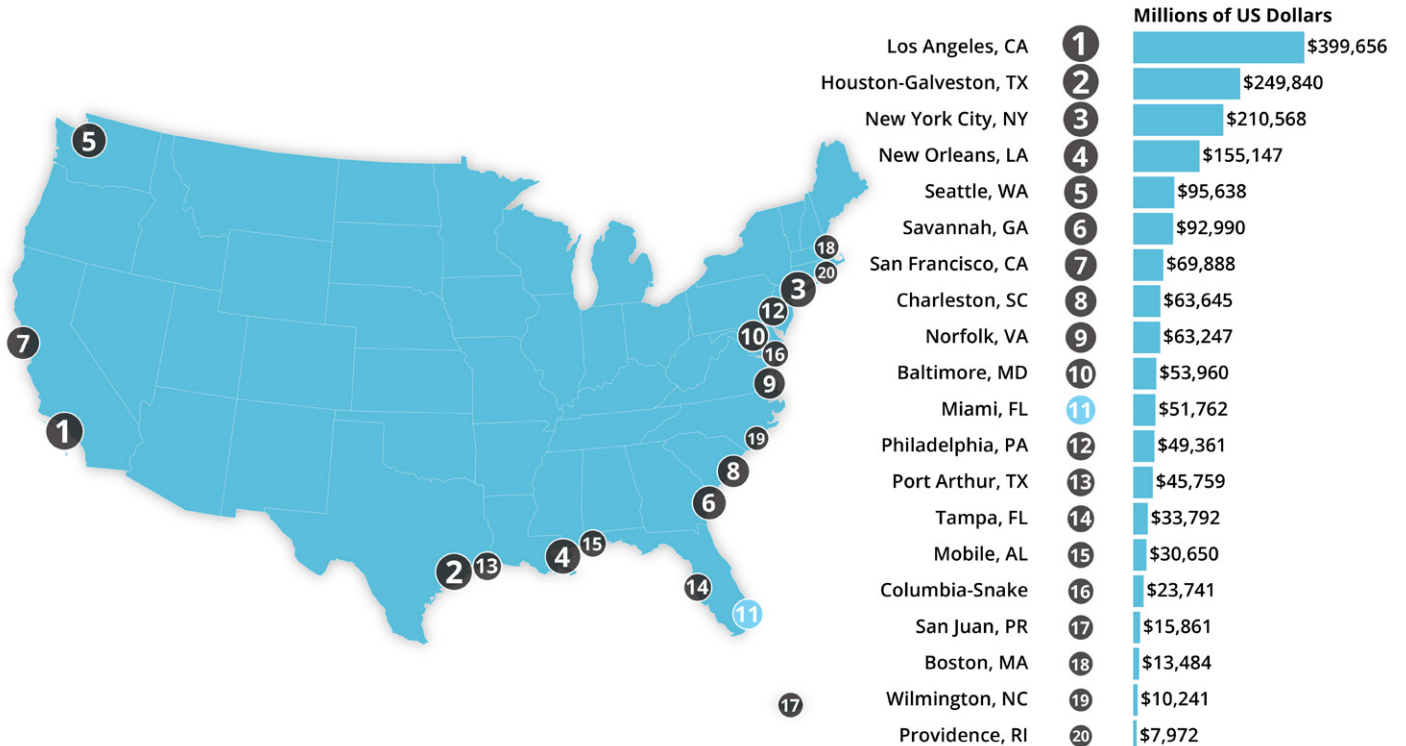 Millions of US Dollars
Los Angeles, CA 1 $399,656
Houston-Galveston, TX 2 $249,840
New York City, NY 3 $210,568
New Orleans, LA 4 $155,147
Seattle, WA 5 $95,638
Savannah, GA 6 $92,990
San Francisco, CA 7 $69,888
Charleston, SC 8 $63,645
Norfolk, VA 9 $63,247
Baltimore, MD 10 $53,960
Miami, FL 11 $51,762
Philadelphia, PA 12 $49,361
Port Arthur, TX 13 $45,759
Tampa, FL 14 $33,792
Mobile, AL 15 $30,650
Columbia-Snake 16 $23,741
San Juan, PR 17 $15,861
Boston, MA 18 $13,484
Wilmington, NC 19 $10,241
Providence, RI 20 $7,972
5
18
20
3
12
10
7
16
9
1
19
8
6
15
4
2
13
14
11
17